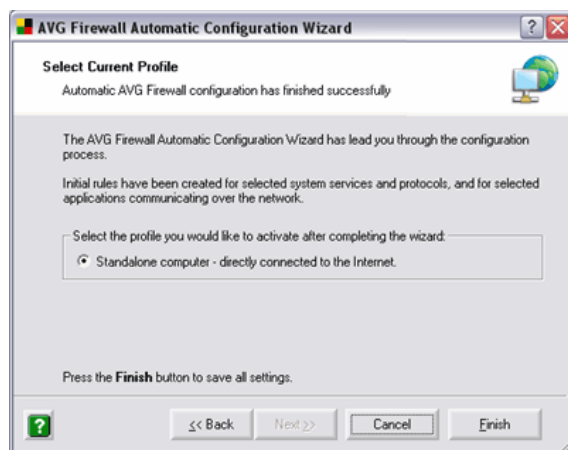 AVG Firewall Automatic Configuration Wizard
Select Current Profile
Automatic AVG Firewall configuration has finished successfully
The AVG Firewall Automatic Configuration Wizard has lead you through the configuration
process.
Initial rules have been created for selected system services and protocols, and for selected
applications communicating over the network.
Select the profile you would like to activate after completing the wizard:
Standalone computer - directly connected to the Internet.
Press the Finish button to save all settings.
? << Back Next >> Cancel Finish